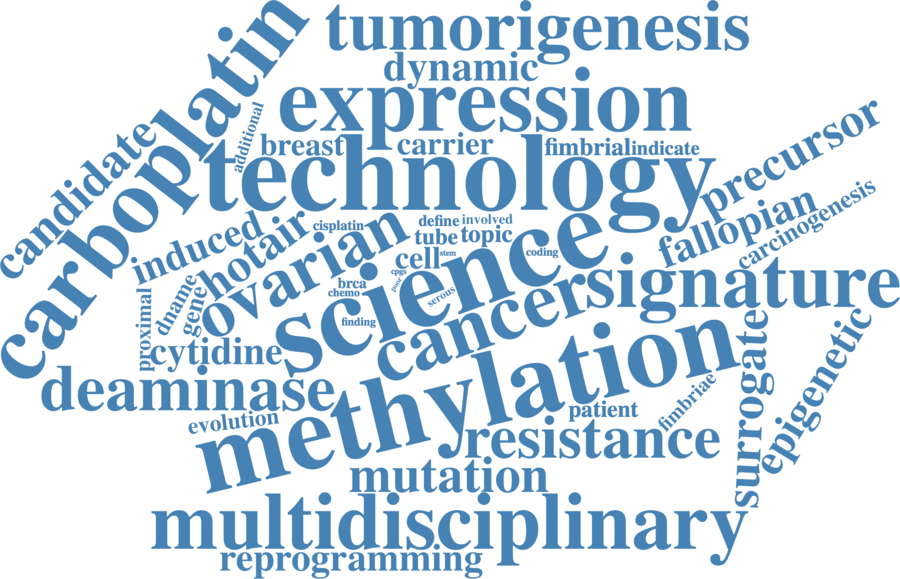 tumorigenesis
dynamic
carboplatin
expression
additional
candidate
breast
carrier
fimbrial
indicate
precursor
technology
induced
hotair
cisplatin
define
involved
fallopian
carcinogenesis
ovarian
tube
topic
science
cell
stem
coding
signature
dname
gene
brca
cpgs
pool
chemo
serous
proximal
finding
cancer
cytidine
surrogate
epigenetic
deaminase
methylation
fimbriae
evolution
patient
resistance
mutation
multidisciplinary
reprogramming